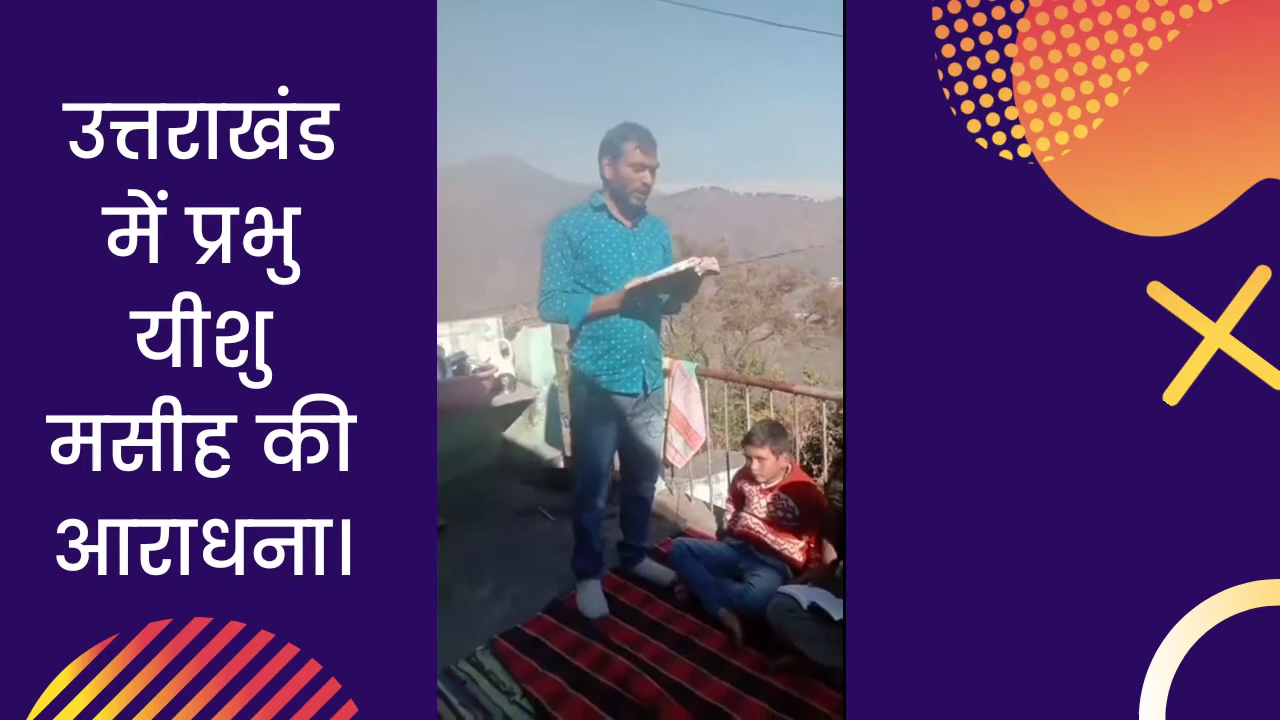 उत्तराखंड
में प्रभु
यीशु
मसीह की
आराधना।